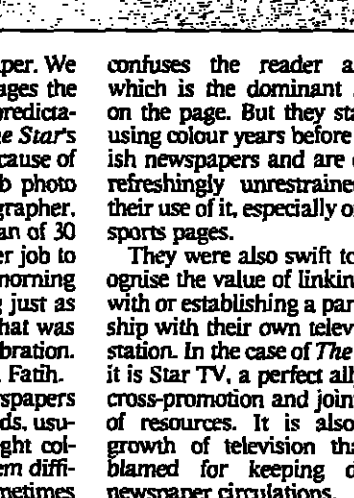 per. We
ages the
predicta-
e Star's
cause of
b photo
grapher,
an of 30
er job to
morning
g just as
hat was
bration.
. Fatih.
wspapers
ds, usu-
ght col-
em diffi-
metimes
confuses the reader a
which is the dominant
on the page. But they sta
using colour years before
ish newspapers and are
refreshingly unrestraine
their use of it, especially o
sports pages.
They were also swift to
ognise the value of linkin
with or establishing a par
ship with their own telev
station. In the case of The
it is Star TV, a perfect all
cross-promotion and joint
of resources. It is also
growth of television tha
blamed for keeping d
newspaper circulations.